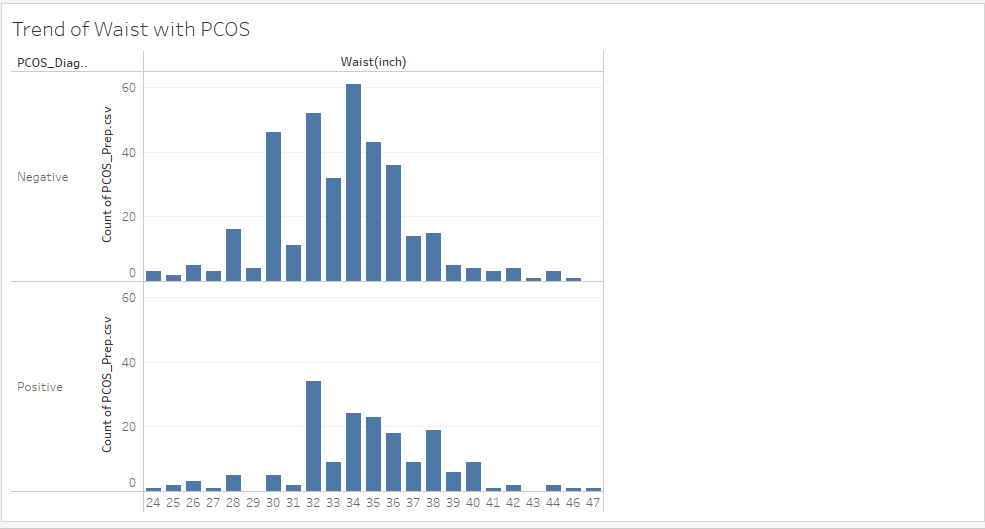 Trend of Waist with PCOS
PCOS_Diag..
Waist(inch)
Negative
Count of PCOS_Prep.csv
60
40
20
0
Positive
Count of PCOS_Prep.csv
60
40
20
0
24 25 26 27 28 29 30 31 32 33 34 35 36 37 38 39 40 41 42 43 44 46 47